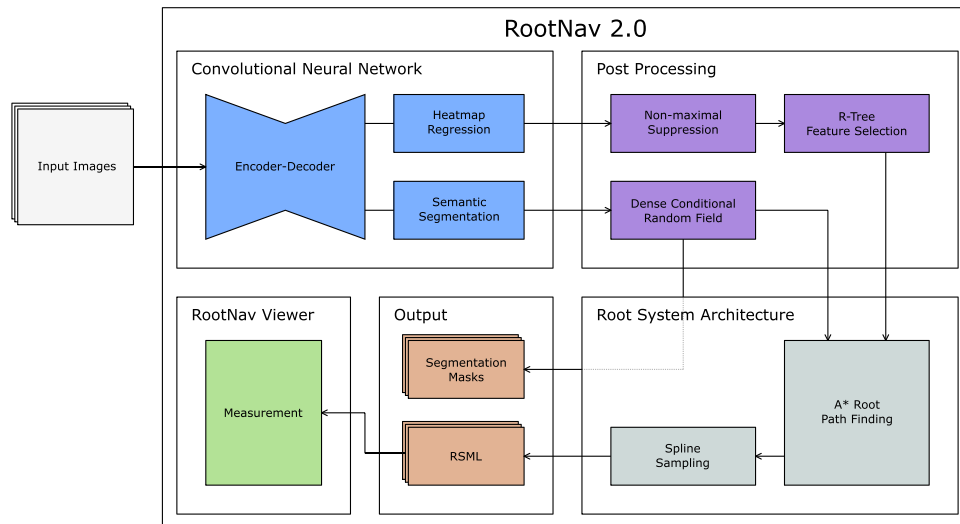 RootNav 2.0
Convolutional Neural Network
Post Processing
Input Images
Encoder-Decoder
Heatmap
Regression
Semantic
Segmentation
Non-maximal
Suppression
R-Tree
Feature Selection
Dense Conditional
Random Field
RootNav Viewer
Output
Root System Architecture
Measurement
Segmentation
Masks
RSML
Spline
Sampling
A* Root
Path Finding